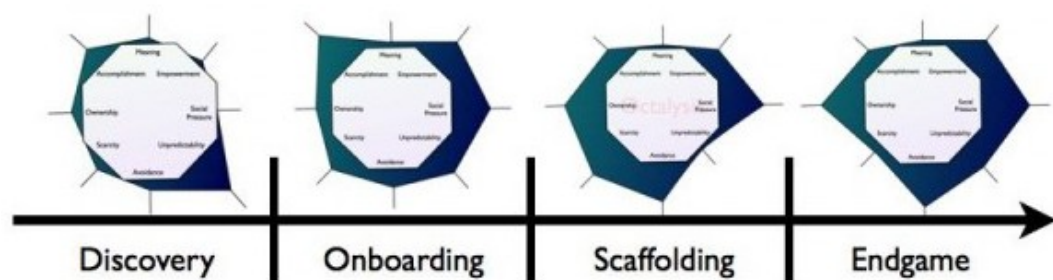 Meaning
Accomplishment Empowerment
Ownership Social
Pressure
Scarcity Unpredictability
Avoidance
Meaning
Accomplishment Empowerment
Ownership Social
Pressure
Scarcity Unpredictability
Avoidance
Meaning
Accomplishment Empowerment
Ownership Octalysis Social
Pressure
Scarcity Unpredictability
Avoidance
Meaning
Accomplishment Empowerment
Ownership Social
Pressure
Scarcity Unpredictability
Avoidance
Discovery Onboarding Scaffolding Endgame